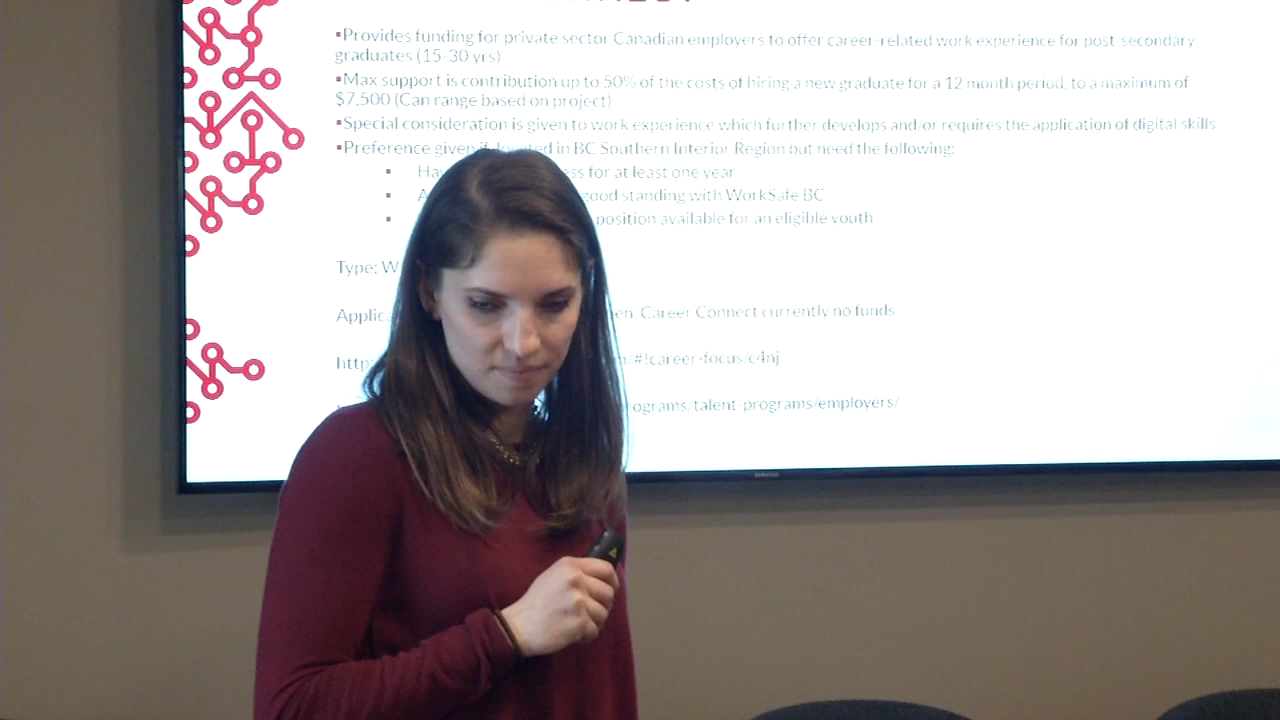 ▪Provides funding for private sector Canadian employers to offer career-related work experience for post secondary
graduates (15-30 yrs)
▪Max support is contribution up to 50% of the costs of hiring a new graduate for a 12 month period, to a maximum of
$7,500 (Can range based on project)
▪Special consideration is given to work experience which further develops and/or requires the application of digital skills
▪Preference given if located in BC Southern Interior Region but need the following:
▪ for at least one year
▪ good standing with WorkSafe BC
▪ position available for an eligible youth
Type:
Career Connect currently no funds
/#!career-focus/c4nj
/talent-programs/employers/
SAMSUNG